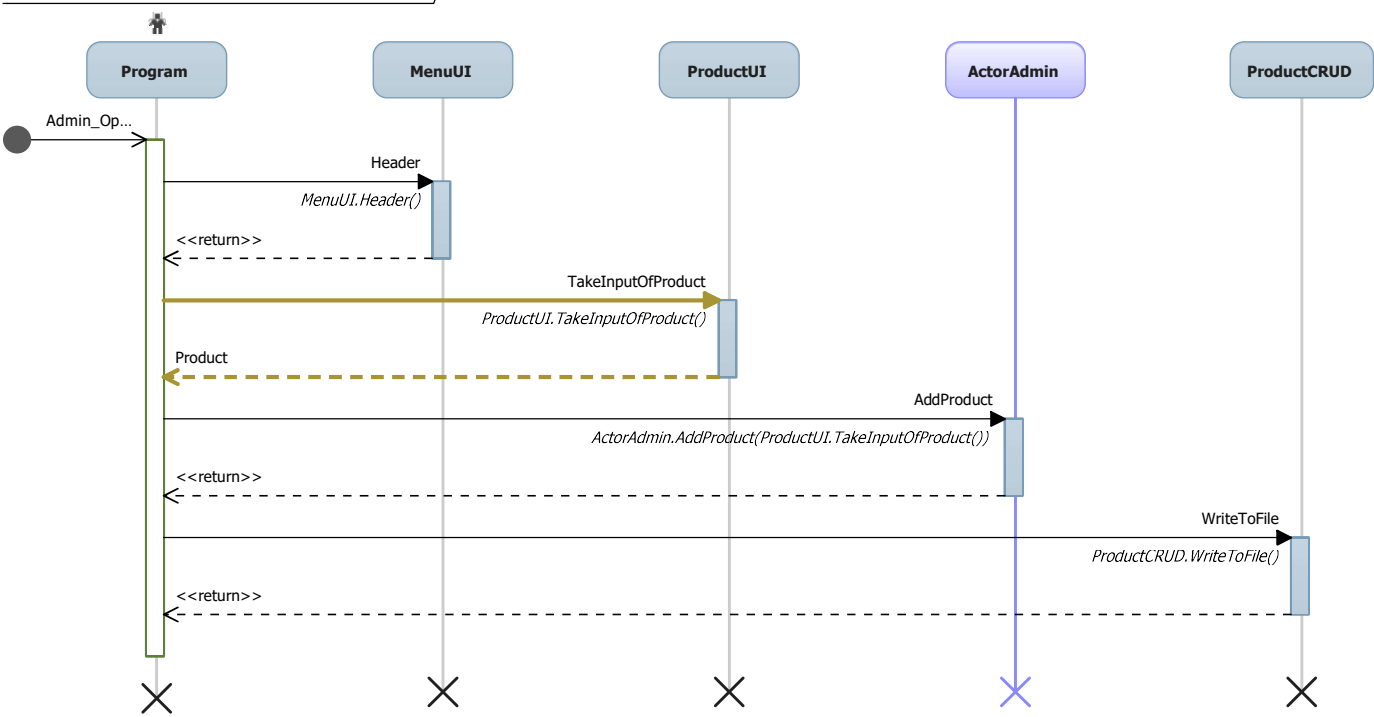 Program
MenuUI
ProductUI
ActorAdmin
ProductCRUD
Admin_Op...
Header
MenuUI.Header()
<<return>>
TakeInputOfProduct
ProductUI.TakeInputOfProduct()
Product
AddProduct
ActorAdmin.AddProduct(ProductUI.TakeInputOfProduct())
<<return>>
WriteToFile
ProductCRUD.WriteToFile()
<<return>>